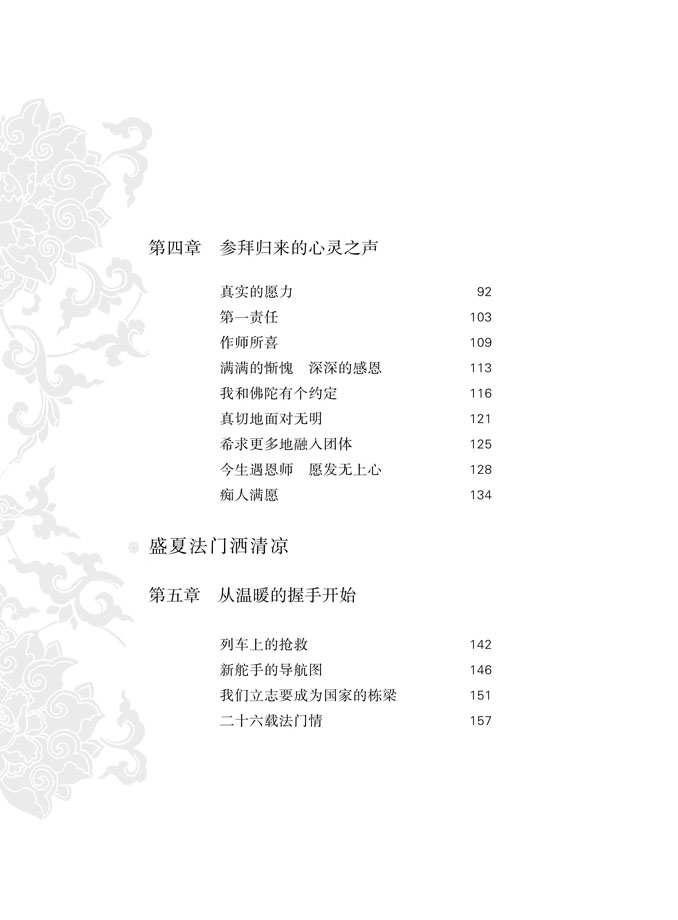 第四章　参拜归来的心灵之声
真实的愿力 92
第一责任 103
作师所喜 109
满满的惭愧　深深的感恩 113
我和佛陀有个约定 116
真切地面对无明 121
希求更多地融入团体 125
今生遇恩师　愿发无上心 128
痴人满愿 134
盛夏法门洒清凉
第五章　从温暖的握手开始
列车上的抢救 142
新舵手的导航图 146
我们立志要成为国家的栋梁 151
二十六载法门情 157